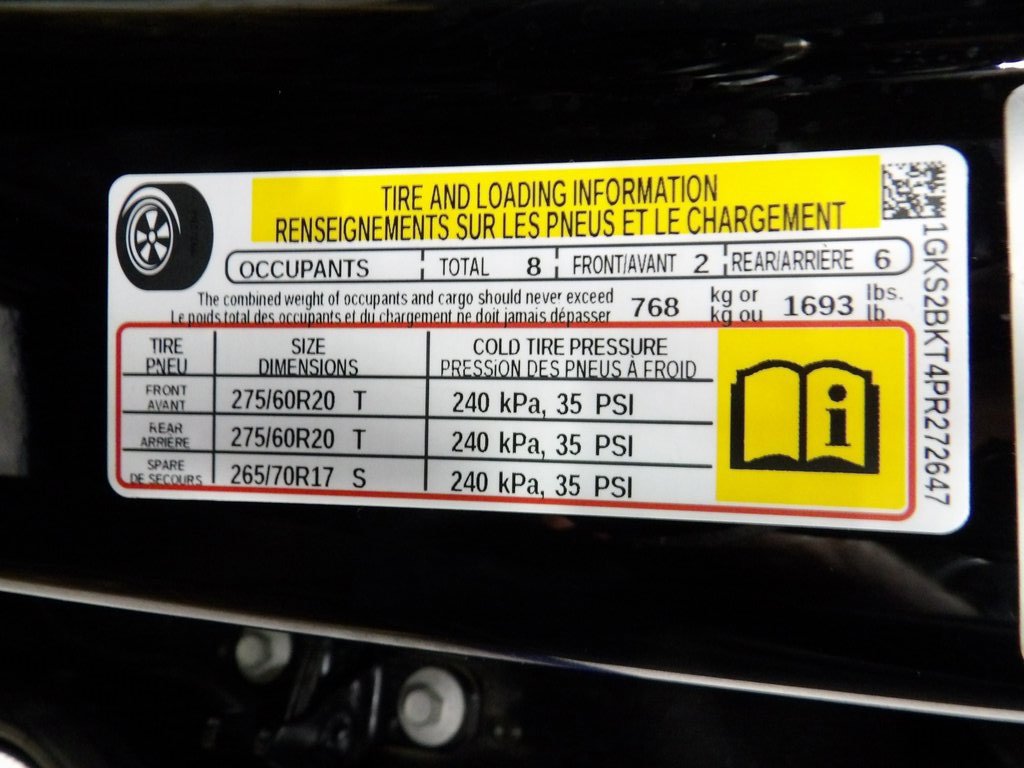 TIRE AND LOADING INFORMATION
RENSEIGNEMENTS SUR LES PNEUS ET LE CHARGEMENT
OCCUPANTS TOTAL 8 FRONT/AVANT 2 REAR/ARRIÈRE 6
The combined weight of occupants and cargo should never exceed 768 kg or 1693 lbs.
Le poids total des occupants et du chargement ne doit jamais dépasser kg ou lb.
TIRE SIZE COLD TIRE PRESSURE
PNEU DIMENSIONS PRESSION DES PNEUS À FROID
FRONT
AVANT 275/60R20 T 240 kPa, 35 PSI
REAR
ARRIÈRE 275/60R20 T 240 kPa, 35 PSI
SPARE
DE SECOURS 265/70R17 S 240 kPa, 35 PSI
i
1GKS2BKT4PR272647